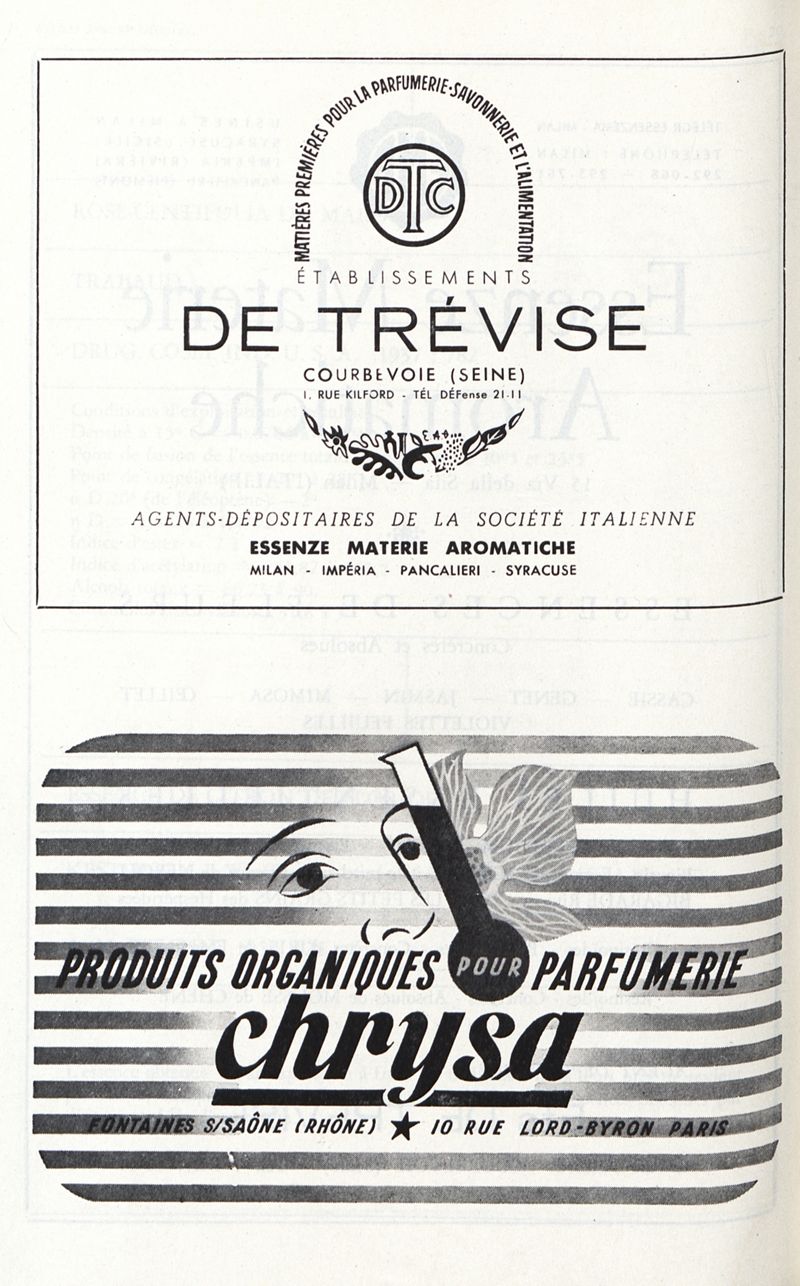 MATIÈRES PREMIÈRES POUR LA PARFUMERIE-SAVONNERIE ET L'ALIMENTATION
DTC
ÉTABLISSEMENTS
DE TRÉVISE
COURBEVOIE (SEINE)
1, RUE KILFORD - TÉL DÉFense 21-11
AGENTS-DÉPOSITAIRES DE LA SOCIÉTÉ ITALIENNE
ESSENZE MATERIE AROMATICHE
MILAN - IMPÉRIA - PANCALIERI - SYRACUSE
PRODUITS ORGANIQUES POUR PARFUMERIE
chrysa
FONTAINES S/SAÔNE (RHÔNE) ★ 10 RUE LORD-BYRON PARIS